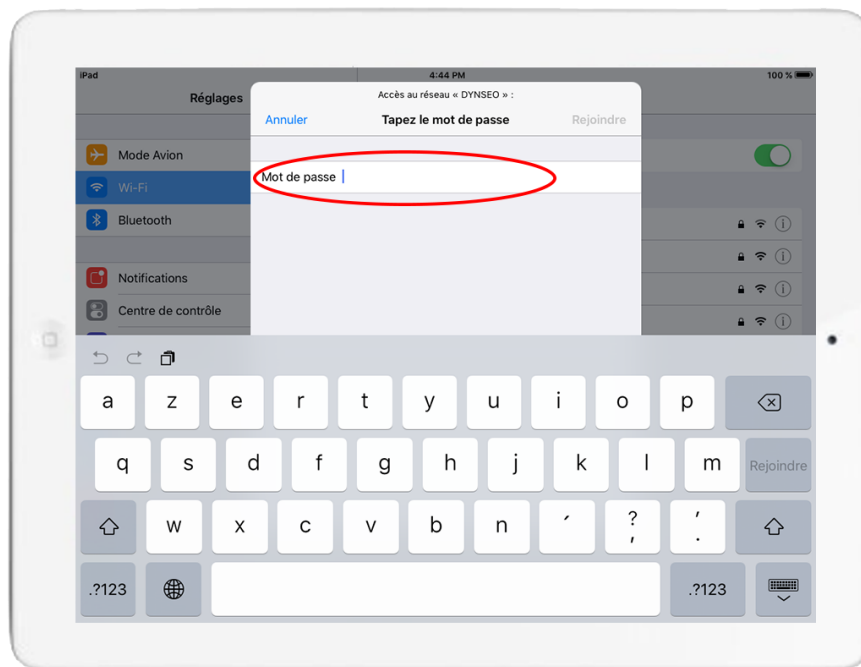 iPad 4:44 PM 100 %
Réglages
Accès au réseau « DYNSEO » :
Annuler Tapez le mot de passe Rejoindre
Mode Avion
Wi-Fi
Mot de passe
Bluetooth
Notifications
Centre de contrôle
a z e r t y u i o p
q s d f g h j k l m Rejoindre
w x c v b n ´ ? , ' .
.?123 .?123